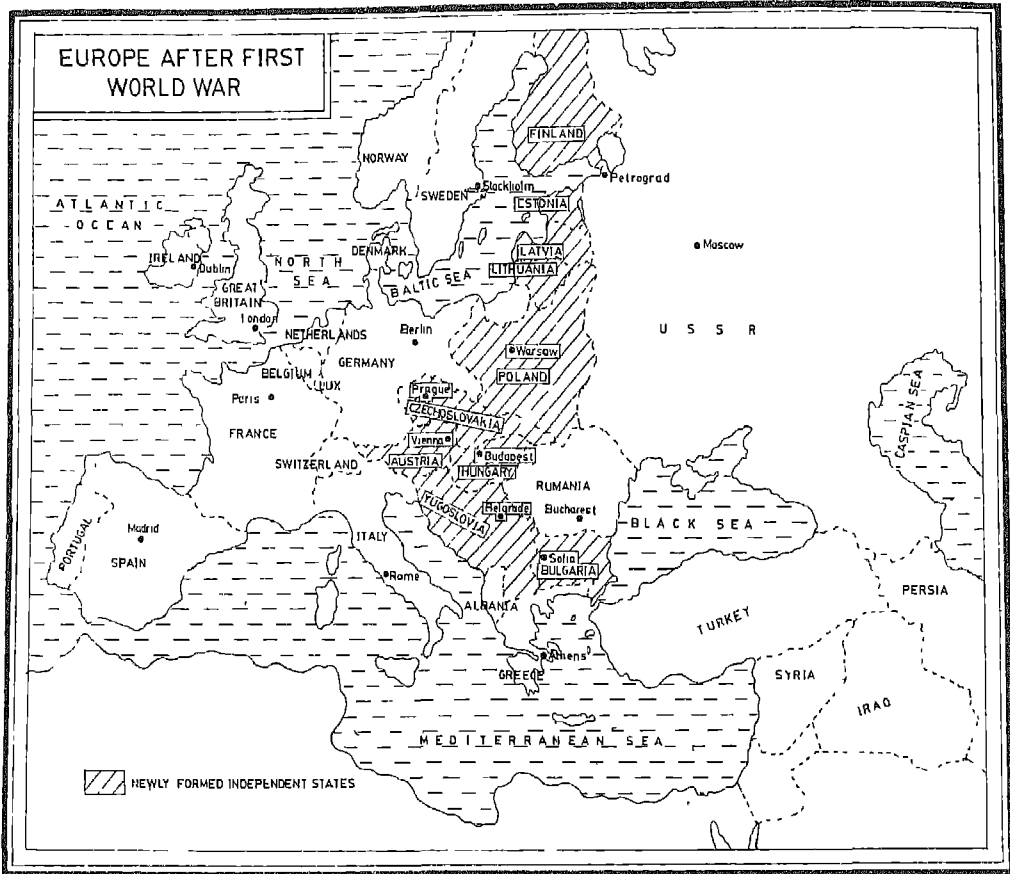 EUROPE AFTER FIRST
WORLD WAR
FINLAND
NORWAY
Petrograd
SWEDEN
Stockholm
ESTONIA
ATLANTIC
OCEAN
Moscow
IRELAND
Dublin
NORTH
SEA
DENMARK
LATVIA
LITHUANIA
BALTIC SEA
GREAT
BRITAIN
London
NETHERLANDS
Berlin
USSR
GERMANY
Warsaw
POLAND
BELGIUM
LUX
Paris
Prague
CZECHOSLOVAKIA
CASPIAN SEA
FRANCE
Vienna
AUSTRIA
Budapest
HUNGARY
SWITZERLAND
RUMANIA
YUGOSLOVIA
Belgrade
Bucharest
BLACK SEA
PORTUGAL
Madrid
SPAIN
ITALY
Sofia
BULGARIA
Rome
ALBANIA
PERSIA
TURKEY
Athens
GREECE
SYRIA
IRAQ
MEDITERRANEAN SEA
NEWLY FORMED INDEPENDENT STATES